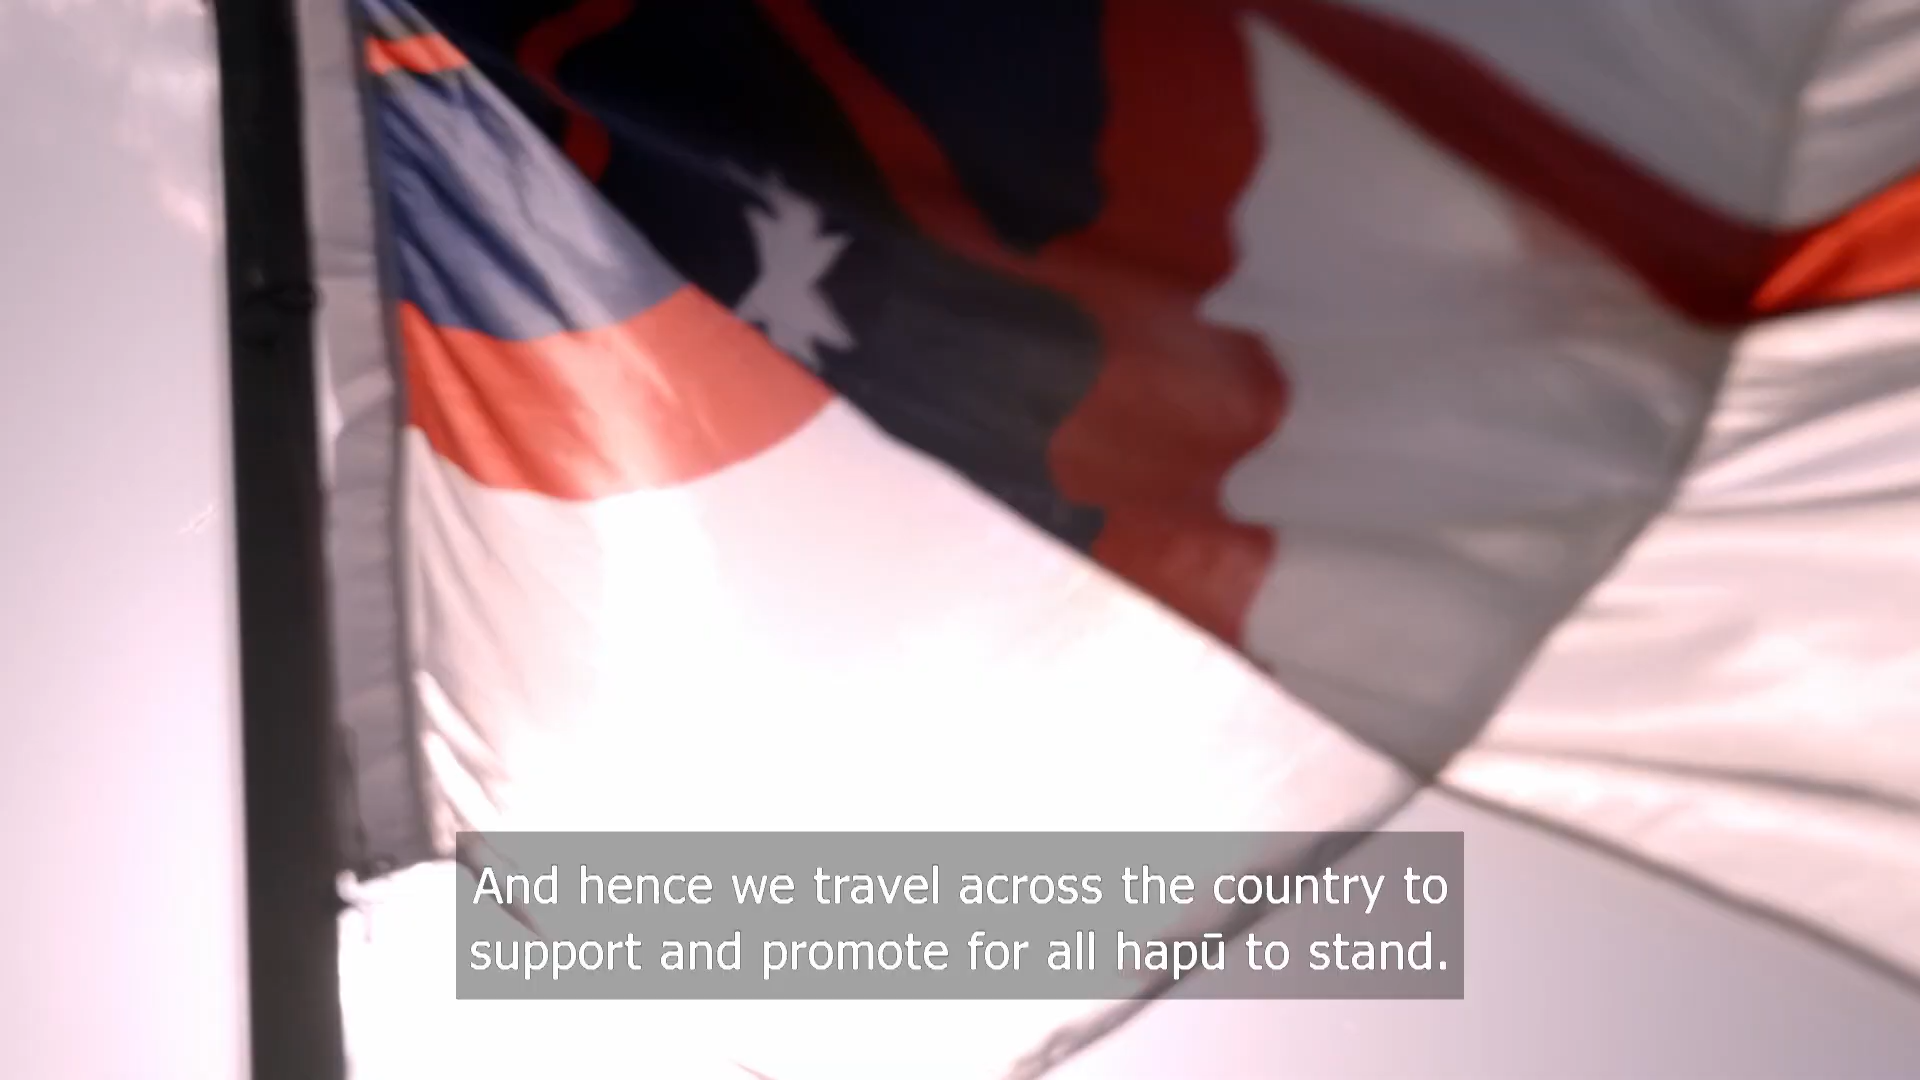 And hence we travel across the country to
support and promote for all hapū to stand.